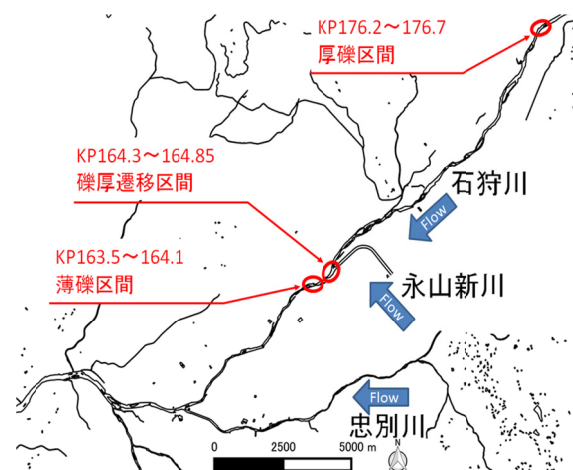 KP176.2～176.7
厚礫区間
KP164.3～164.85
礫厚遷移区間
石狩川
Flow
KP163.5～164.1
薄礫区間
永山新川
Flow
Flow
忠別川
0 2500 5000 m
N